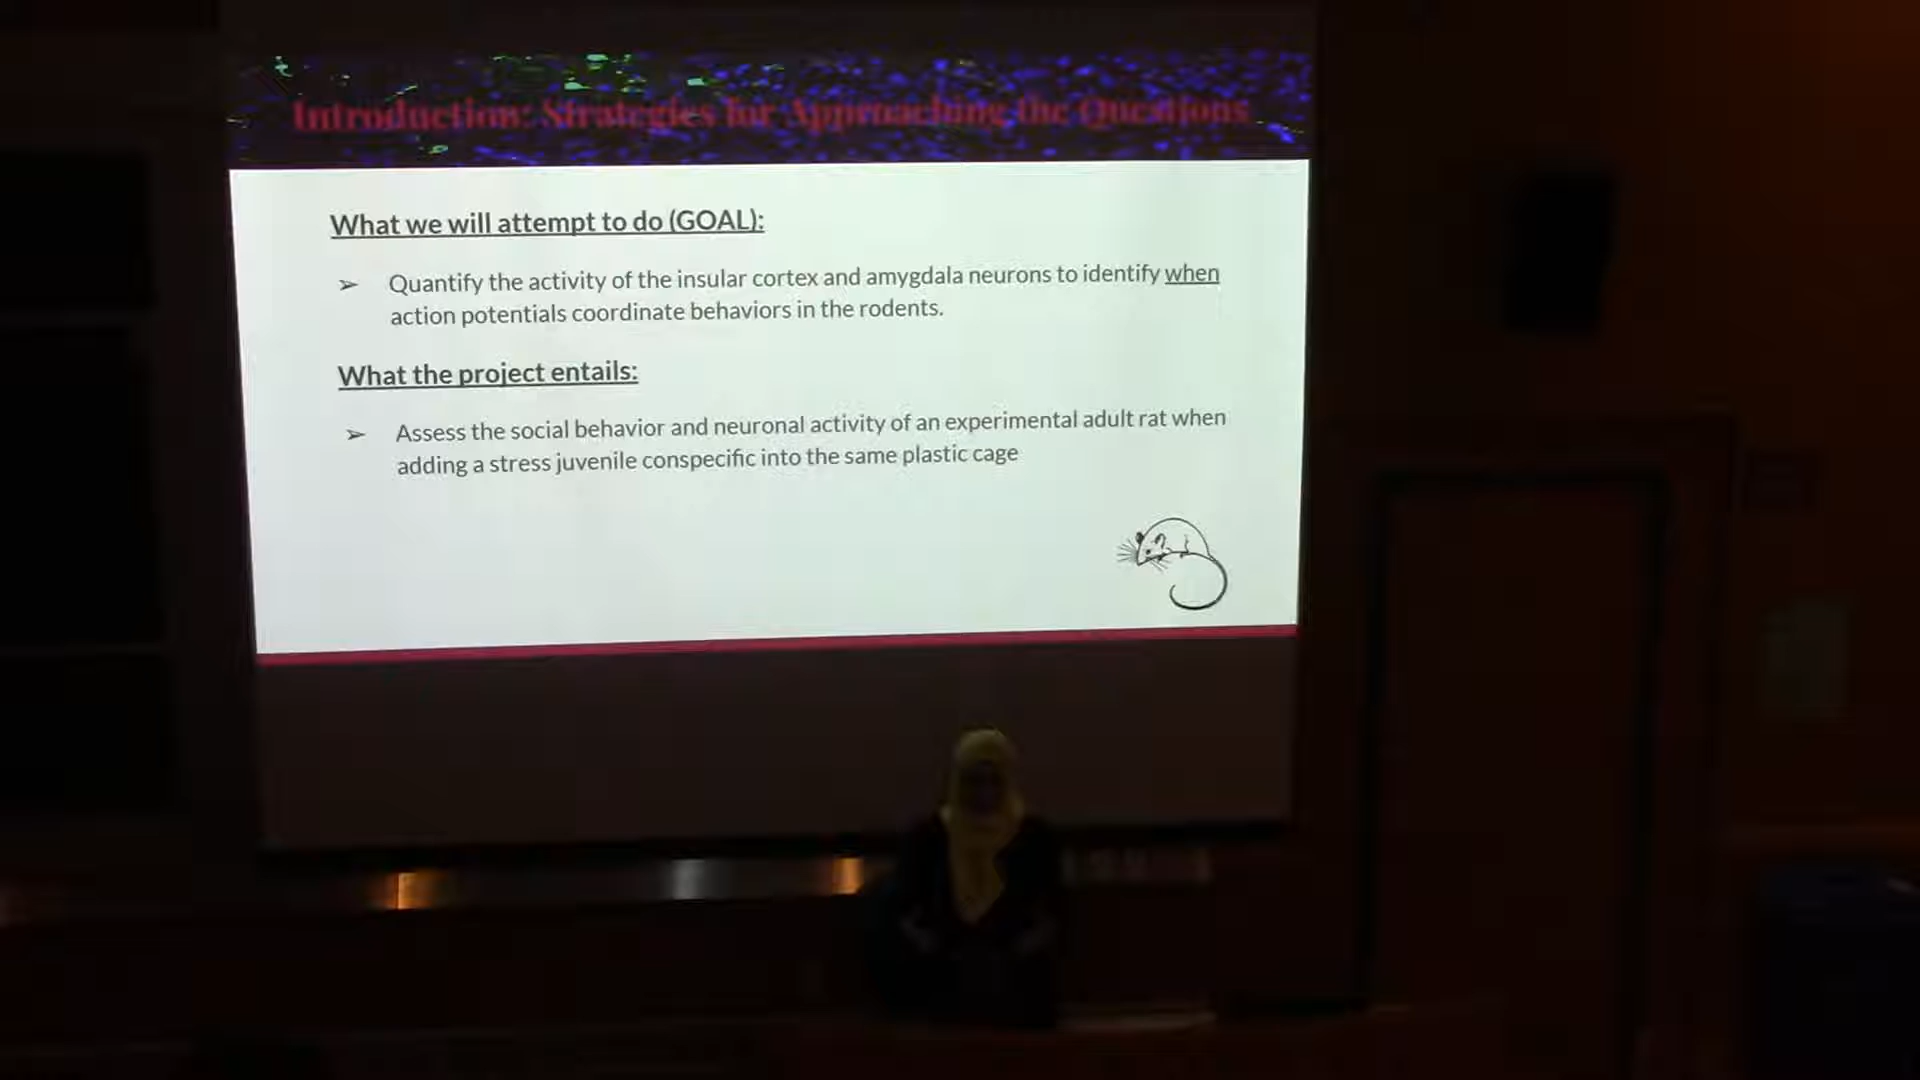 Introduction: Strategies for Approaching the Questions
What we will attempt to do (GOAL):
➢ Quantify the activity of the insular cortex and amygdala neurons to identify when
action potentials coordinate behaviors in the rodents.
What the project entails:
➢ Assess the social behavior and neuronal activity of an experimental adult rat when
adding a stress juvenile conspecific into the same plastic cage